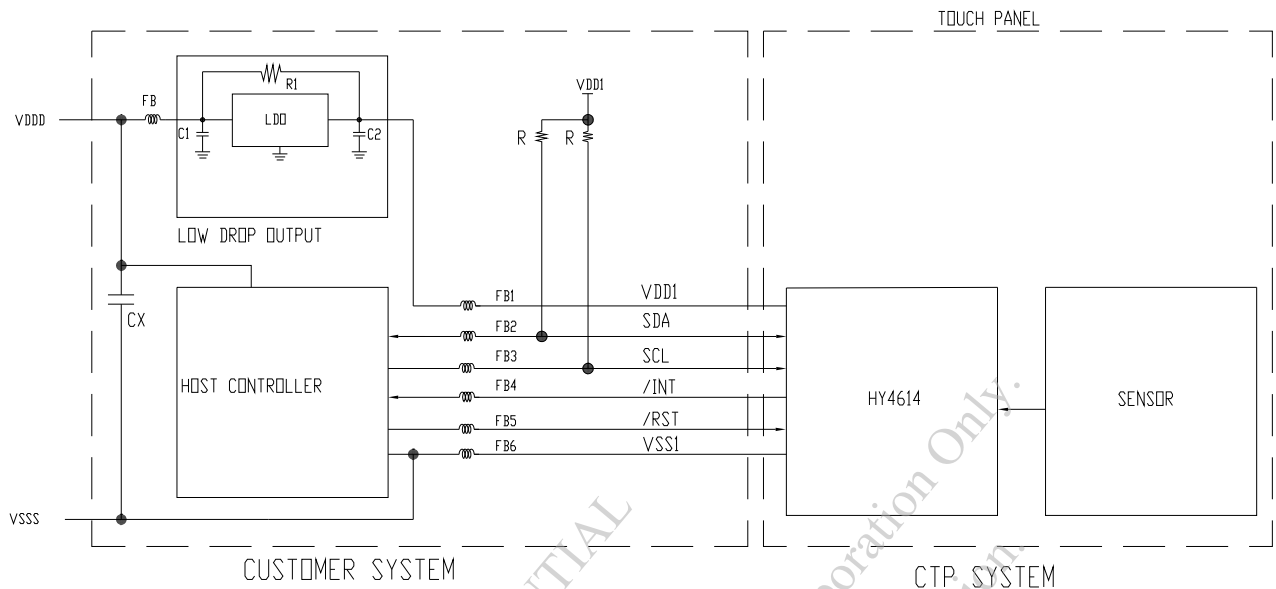 TOUCH PANEL
FB
R1
VDD1
VDDD
C1
LDO
C2
R
R
LOW DROP OUTPUT
CX
FB1
VDD1
FB2
SDA
FB3
SCL
HOST CONTROLLER
FB4
/INT
HY4614
SENSOR
FB5
/RST
FB6
VSS1
VSSS
CUSTOMER SYSTEM
CTP SYSTEM
Only.